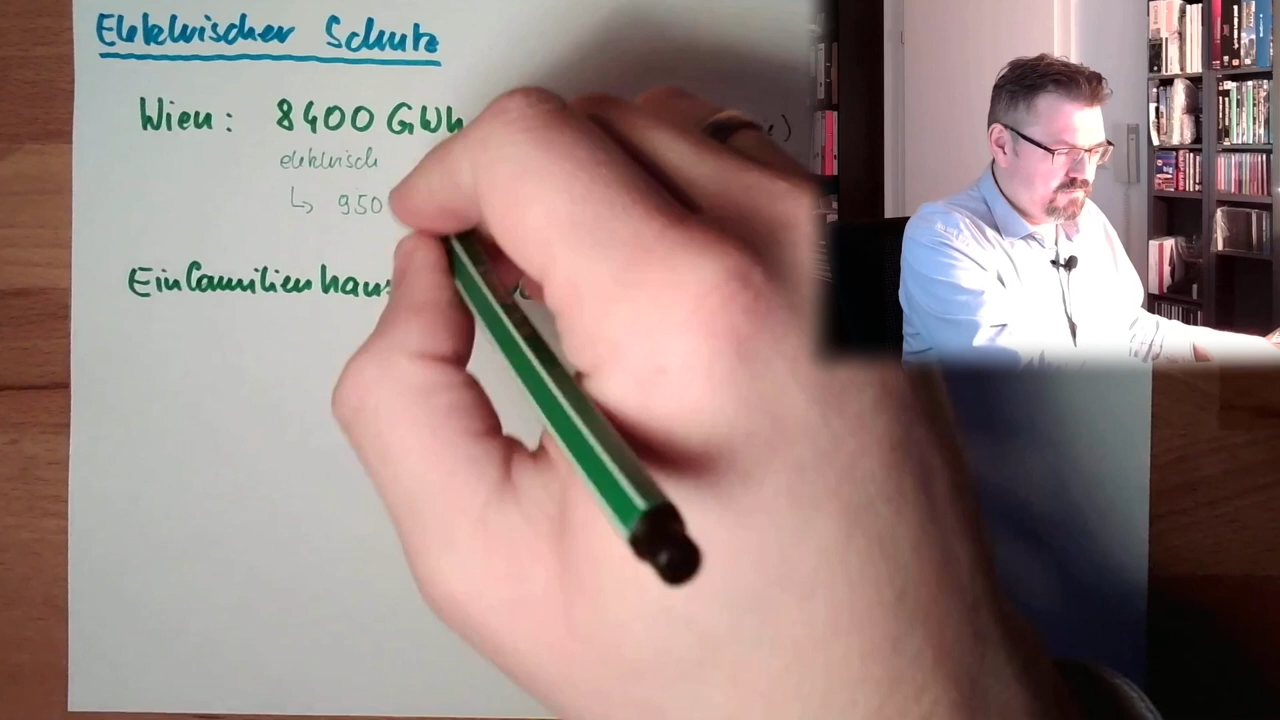 Elektrischer Schutz
Wien: 8400 GWh
elektrisch
↳ 950
Einfamilienhaus